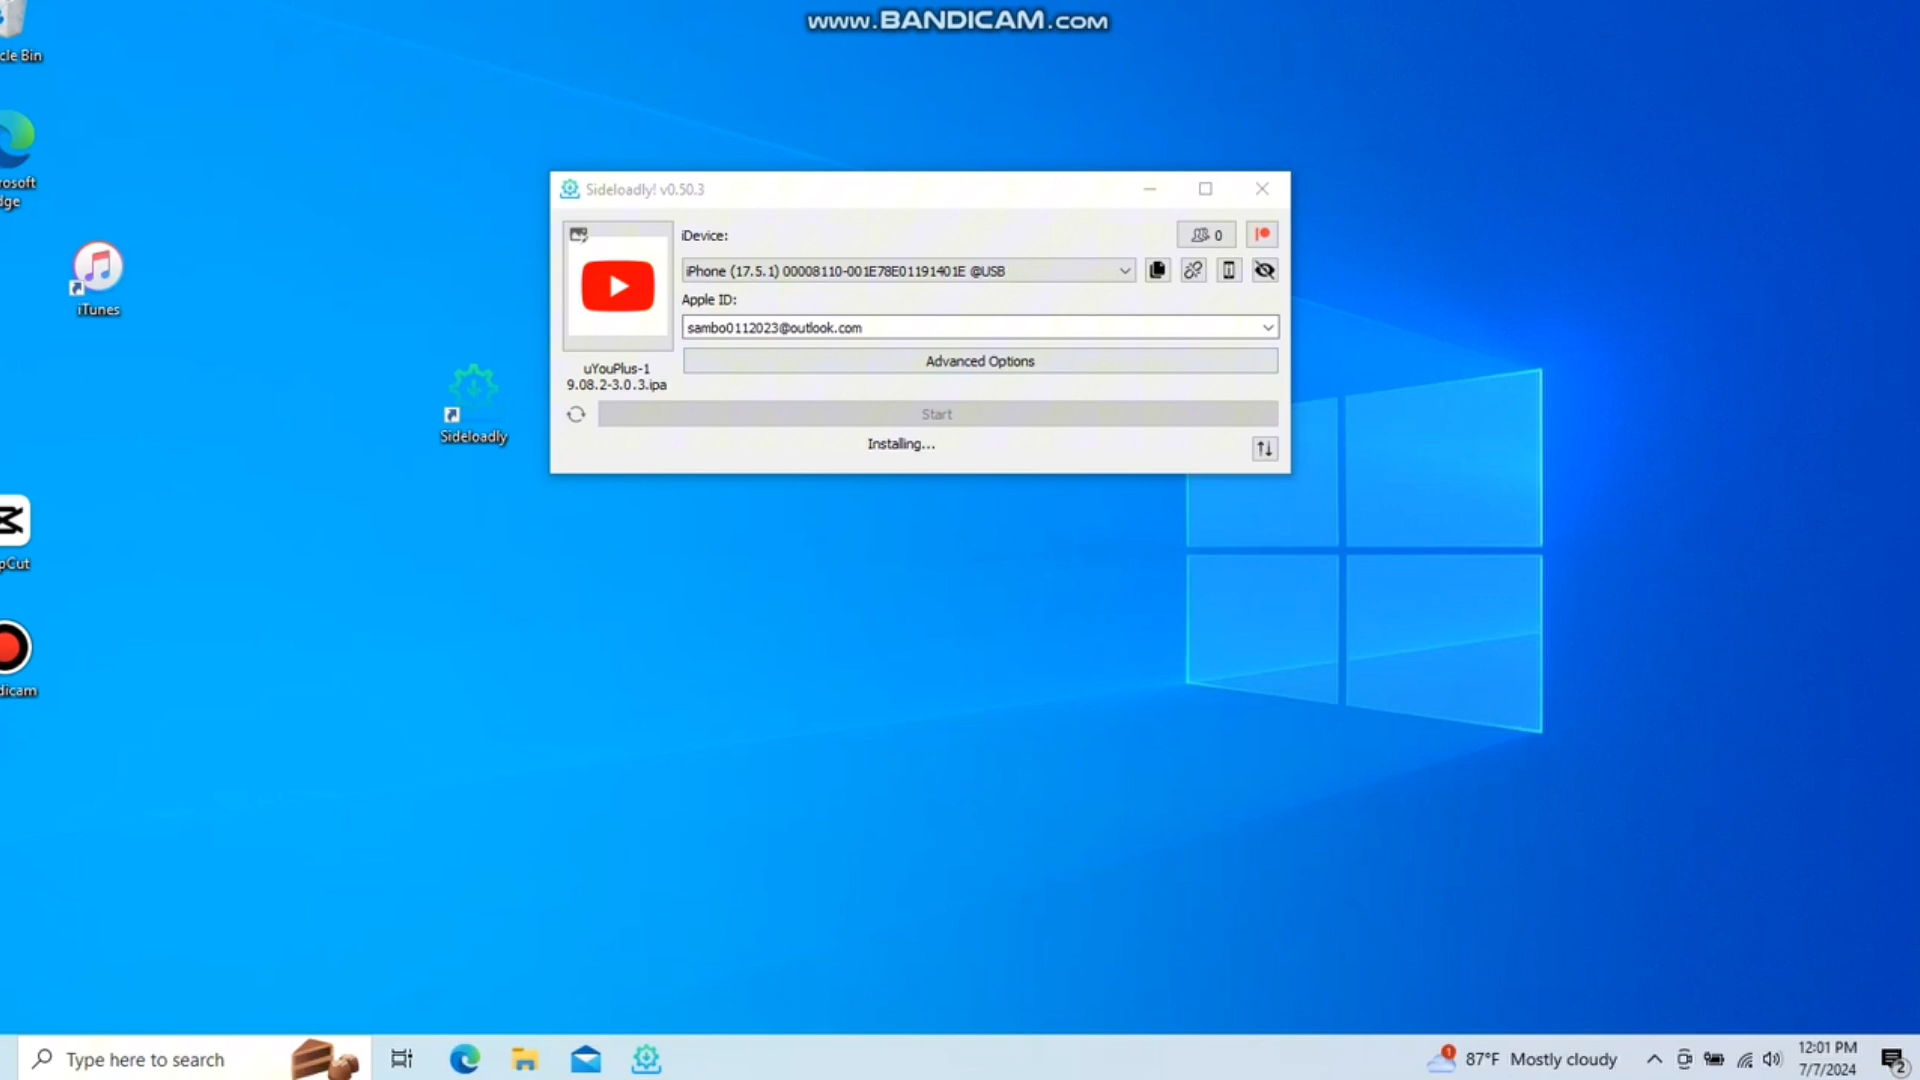 www.BANDICAM.com
cle Bin
rosoft
dge
iTunes
Sideloadly
pCut
dicam
Sideloadly! v0.50.3
iDevice:
0
iPhone (17.5.1) 00008110-001E78E01191401E @USB
Apple ID:
sambo0112023@outlook.com
Advanced Options
uYouPlus-1
9.08.2-3.0.3.ipa
Start
Installing...
Type here to search
1
87°F Mostly cloudy
12:01 PM
7/7/2024
2